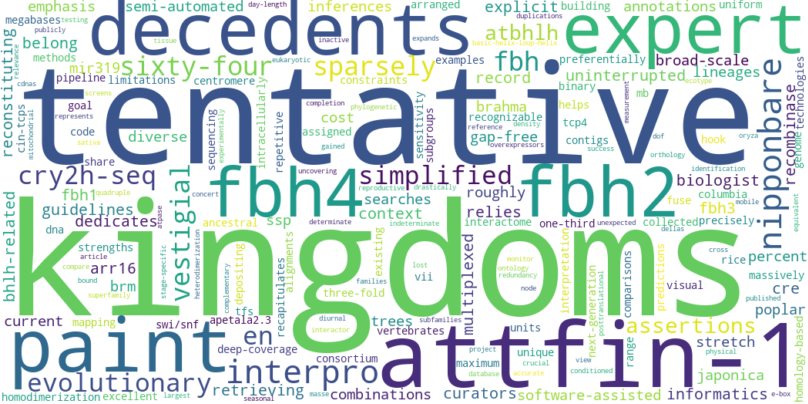 emphasis semi-automated inferences arranged explicit building annotations uniform
megabases testing publicly tissue inactive day-length expands duplications basic-helix-loop-helix
decedents atbhlh expert
belong mir319 sixty-four sparsely fbh preferentially broad-scale
methods examples uninterrupted lineages
reconstituting pipeline limitations centromere constraints record binary
tentative
goal eukaryotic brahma helps mb
cin-tcps code represents cost tcp4
mitochondrial cdnas screens diverse assigned recognizable contigs
sativa experimentally sequencing repetitive intracellularly sensitivity subgroups gap-free hook
phylogenetic completion reference density success measurement dof ecotype oryza
share overexpressors identification orthology
gained uncovering nipponbare recombinase technologies genome relevance
cry2h-seq vestigial simplified biologist
fbh1 quadruple concert fbh4 reproductive drastically roughly fbh2 columbia mobile
guidelines searches fuse equivalent
dedicates context relies interactome one-third fbh3 collected precisely
bhlh-related dna ancestral ssp determinate indeterminate unexpected
kingdoms
strengths arr16 atpase depositing existing multiplexed visual cross rice percent
article compare brm stage-specific heterodimerization complementary recapitulates alignments lost vii
next-generation interpretation posttranslational comparisons predictions monitor ontology redundancy node dellas massively cre
bound superfamily tfs three-fold families poplar published
current mapping swi/snf apetala2.3 interactor diurnal trees vertebrates subfamilies units assertions
paint en deep-coverage consortium project maximum database unique crucial accurate range view conditioned stretch physical
attfin-1
evolutionary interpro japonica homology-based
homodimerization excellent largest seasonal retrieving masse combinations curators software-assisted informatics e-box